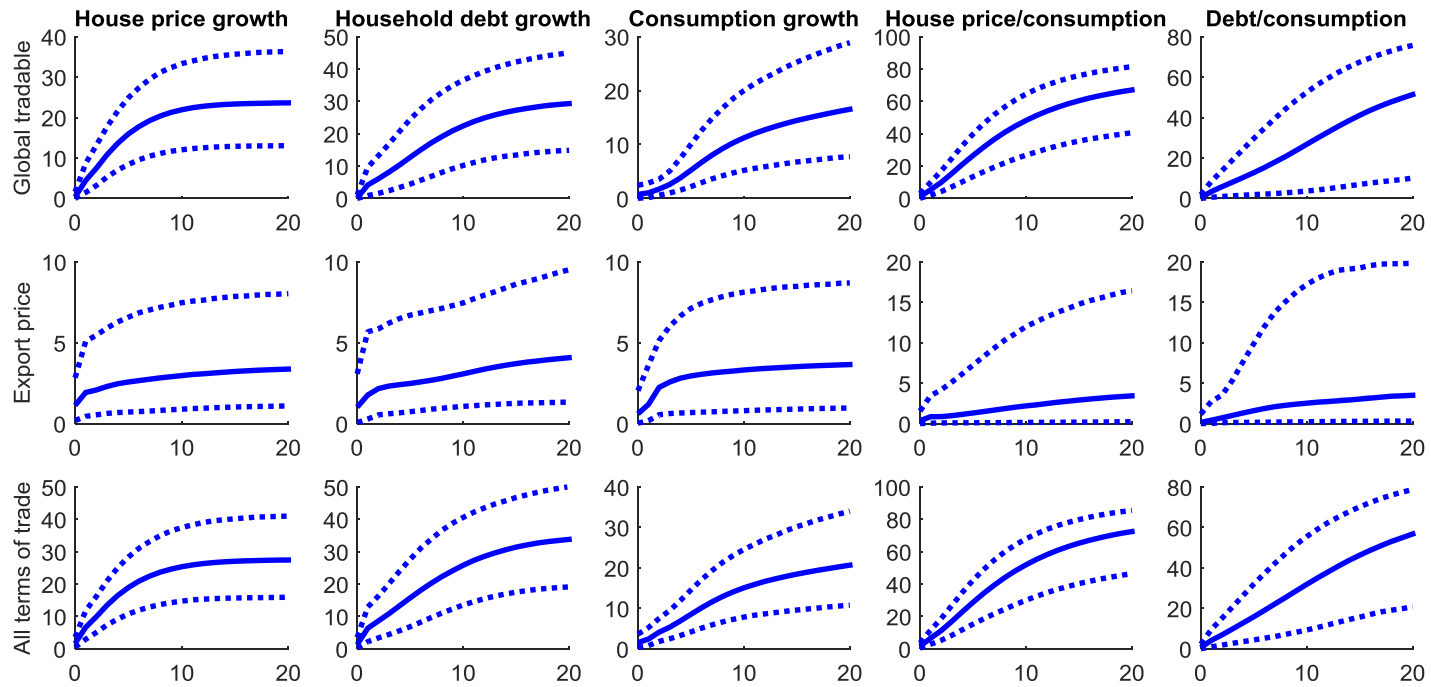 House price growth Household debt growth Consumption growth House price/consumption Debt/consumption
Global tradable
40 50 30 100 80
30 40 20 80 60
20 30 10 60 40
10 20 0 40 20
0 10 20 0
0 0
0 10 20 0 10 20 0 10 20 0 10 20 0 10 20
Export price
10 10 10 20 20
15 15
5 5 5 10 10
5 5
0 0 0 0 0
0 10 20 0 10 20 0 10 20 0 10 20 0 10 20
All terms of trade
50 50 40 100 80
40 40 30 80 60
30 30 20 60 40
20 20 10 40 20
10 10 20
0 0 0 0 0
0 10 20 0 10 20 0 10 20 0 10 20 0 10 20